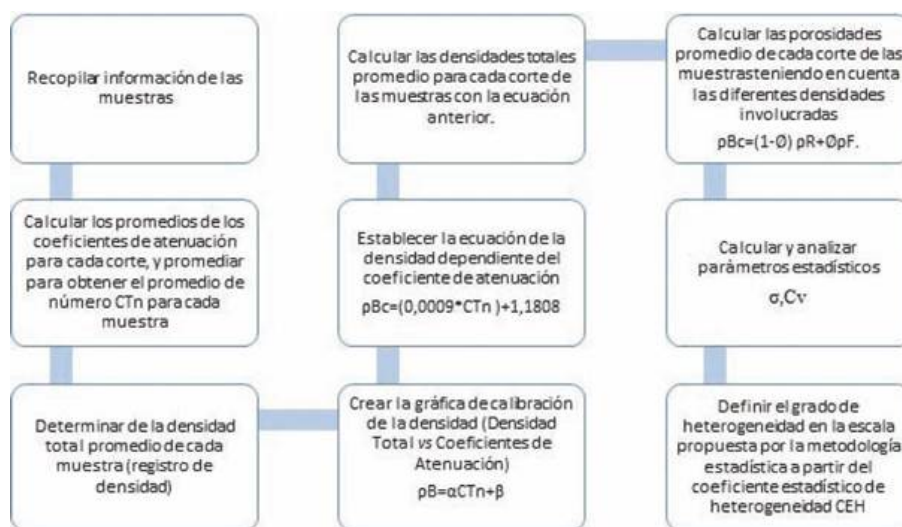 Recopilar información de las
muestras
Calcular los promedios de los
coeficientes de atenuación
para cada corte, y promediar
para obtener el promedio de
número CTn para cada
muestra
Determinar de la densidad
total promedio de cada
muestra (registro de
densidad)
Crear la gráfica de calibración
de la densidad (Densidad
Total vs Coeficientes de
Atenuación)
ρB=αCTn+β
Establecer la ecuación de la
densidad dependiente del
coeficiente de atenuación
ρBc=(0,0009*CTn )+1,1808
Calcular las densidades totales
promedio para cada corte de
las muestras con la ecuación
anterior.
Calcular las porosidades
promedio de cada corte de las
muestras teniendo en cuenta
las diferentes densidades
involucradas
ρBc=(1-Ø) ρR+ØρF.
Calcular y analizar
parámetros estadísticos
σ,Cv
Definir el grado de
heterogeneidad en la escala
propuesta por la metodología
estadística a partir del
coeficiente estadístico de
heterogeneidad CEH